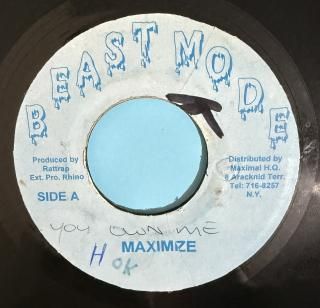 BEAST MODE
Produced by
Rattrap
Ext. Pro. Rhino
SIDE A
Distributed by
Maximal H.Q.
8 Aracknid Terr.
Tel: 716-8257
N.Y.
YOU OWN ME
MAXIMIZE
H
OK